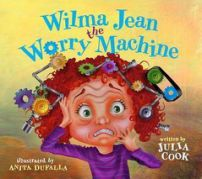 Wilma Jean
the
Worry Machine
written by
JULIA
COOK
illustrated by
ANITA DUFALLA